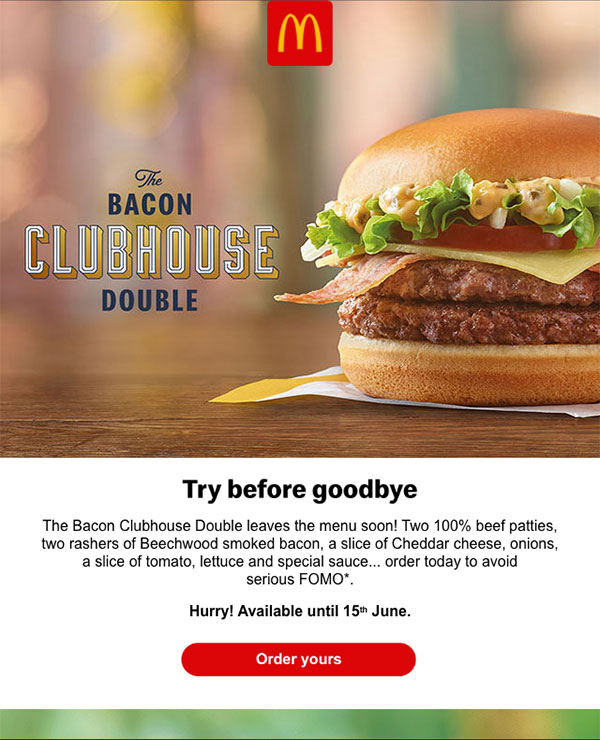 The
BACON
CLUBHOUSE
DOUBLE
Try before goodbye
The Bacon Clubhouse Double leaves the menu soon! Two 100% beef patties,
two rashers of Beechwood smoked bacon, a slice of Cheddar cheese, onions,
a slice of tomato, lettuce and special sauce... order today to avoid
serious FOMO*.
Hurry! Available until 15th June.
Order yours